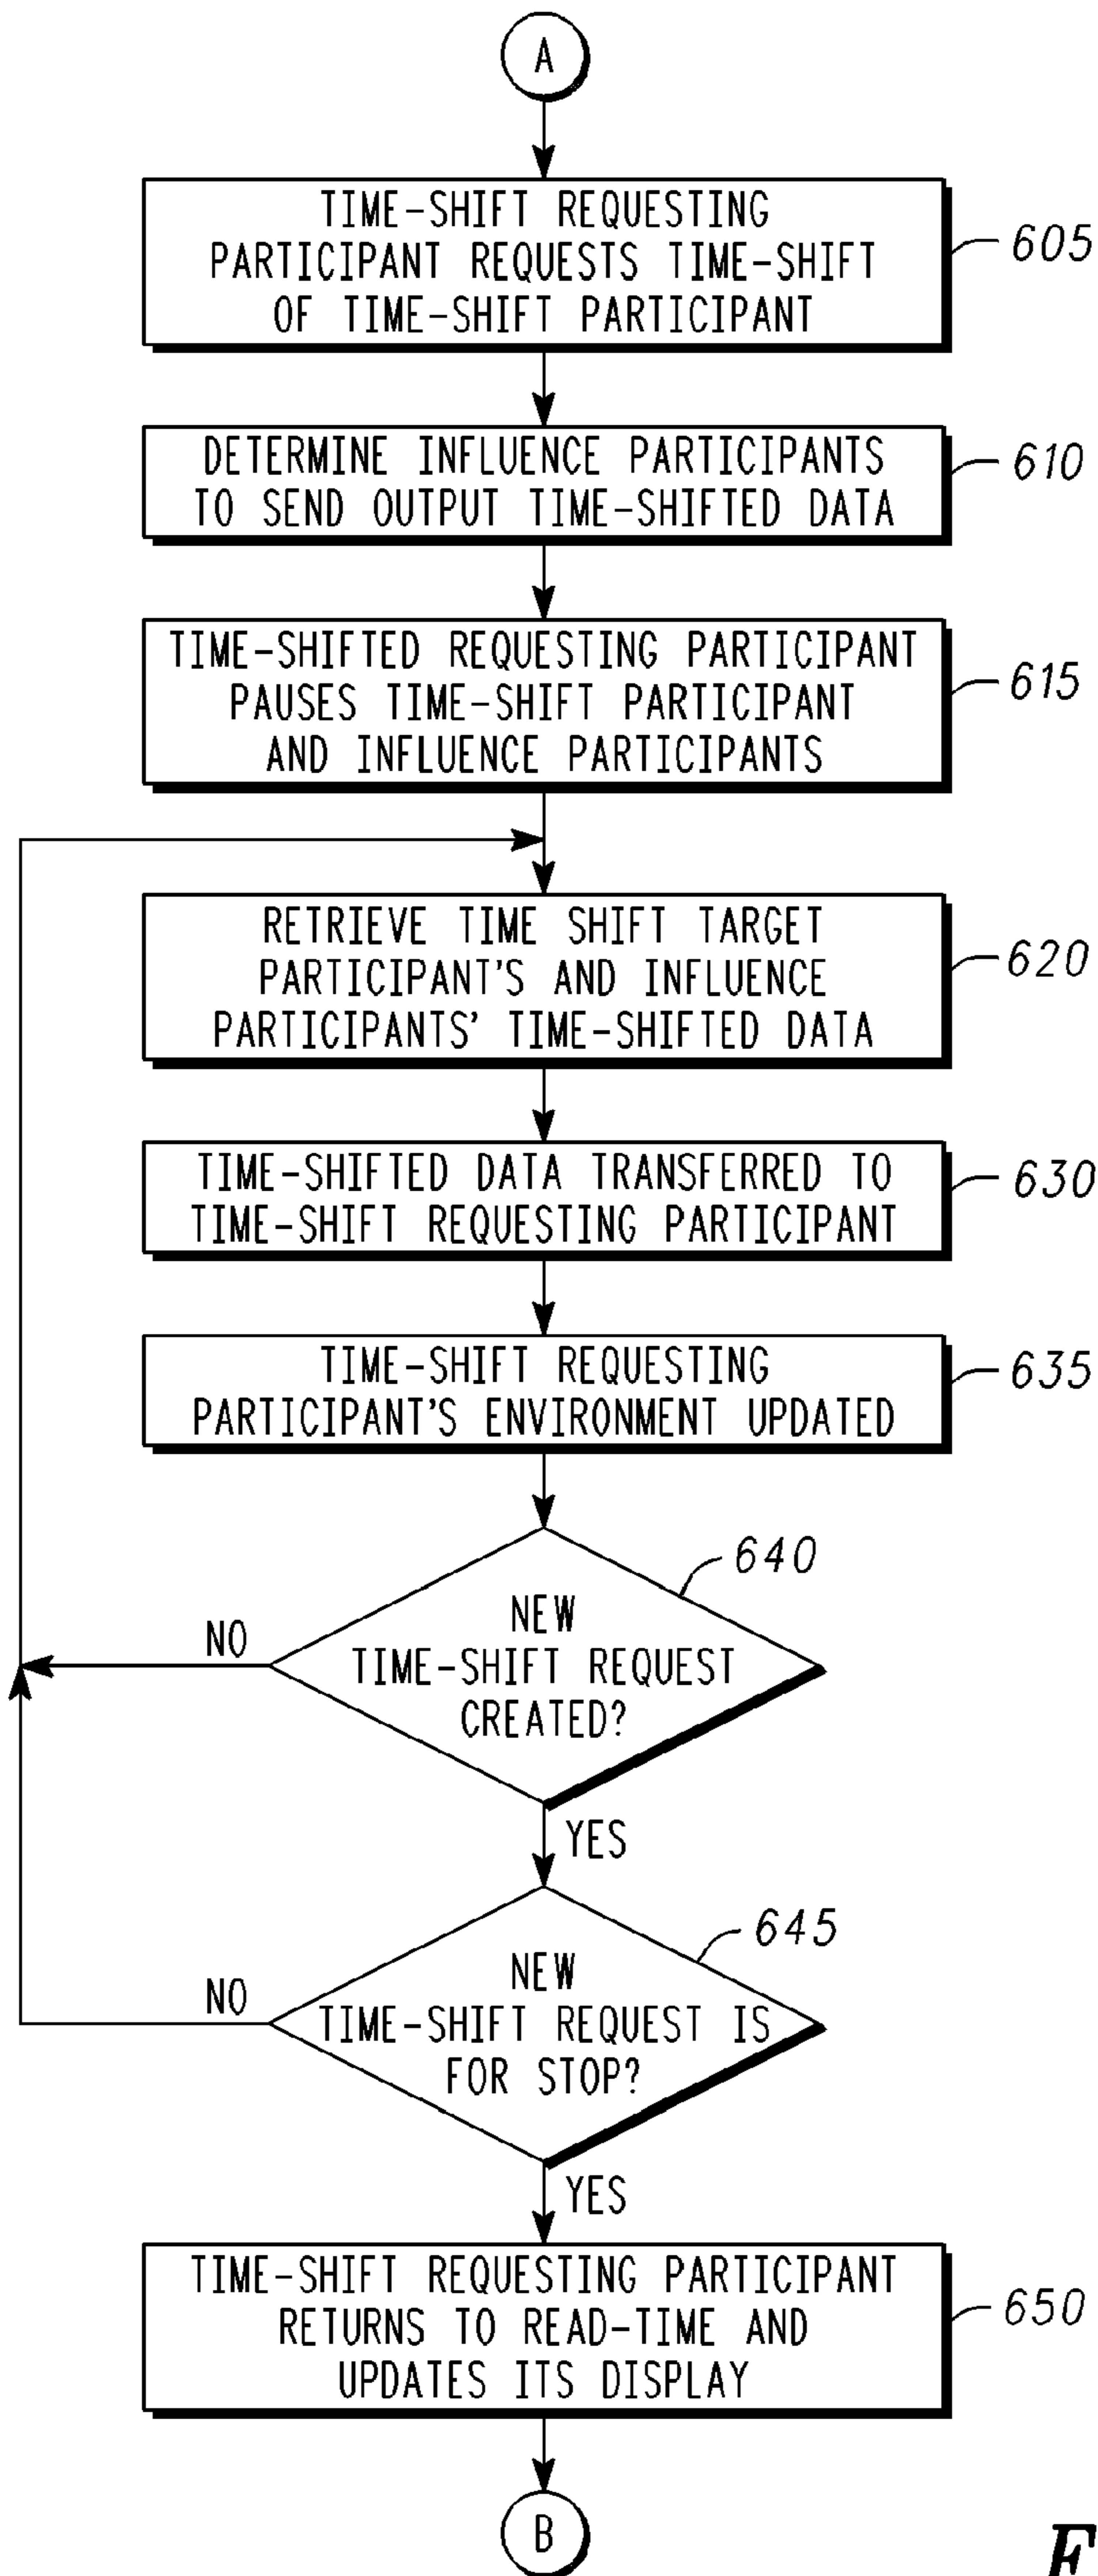 A
TIME-SHIFT REQUESTING
PARTICIPANT REQUESTS TIME-SHIFT
OF TIME-SHIFT PARTICIPANT
605
DETERMINE INFLUENCE PARTICIPANTS
TO SEND OUTPUT TIME-SHIFTED DATA
610
TIME-SHIFTED REQUESTING PARTICIPANT
PAUSES TIME-SHIFT PARTICIPANT
AND INFLUENCE PARTICIPANTS
615
RETRIEVE TIME SHIFT TARGET
PARTICIPANT'S AND INFLUENCE
PARTICIPANTS' TIME-SHIFTED DATA
620
TIME-SHIFTED DATA TRANSFERRED TO
TIME-SHIFT REQUESTING PARTICIPANT
630
TIME-SHIFT REQUESTING
PARTICIPANT'S ENVIRONMENT UPDATED
635
640
NEW
TIME-SHIFT REQUEST
CREATED?
NO
YES
645
NEW
TIME-SHIFT REQUEST IS
FOR STOP?
NO
YES
TIME-SHIFT REQUESTING PARTICIPANT
RETURNS TO READ-TIME AND
UPDATES ITS DISPLAY
650
B